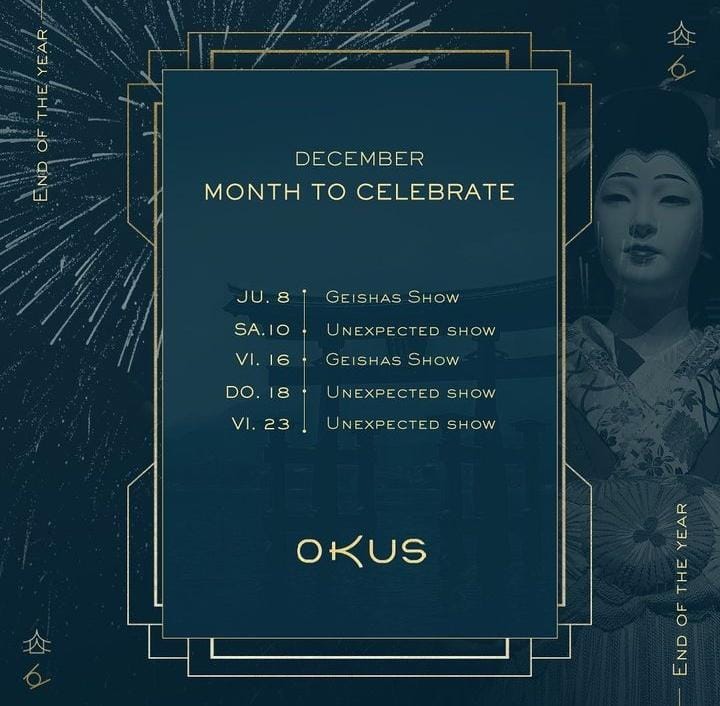 END OF THE YEAR
DECEMBER
MONTH TO CELEBRATE
JU. 8 GEISHAS SHOW
SA.10 UNEXPECTED SHOW
VI. 16 GEISHAS SHOW
DO. 18 UNEXPECTED SHOW
VI. 23 UNEXPECTED SHOW
OKUS
END OF THE YEAR